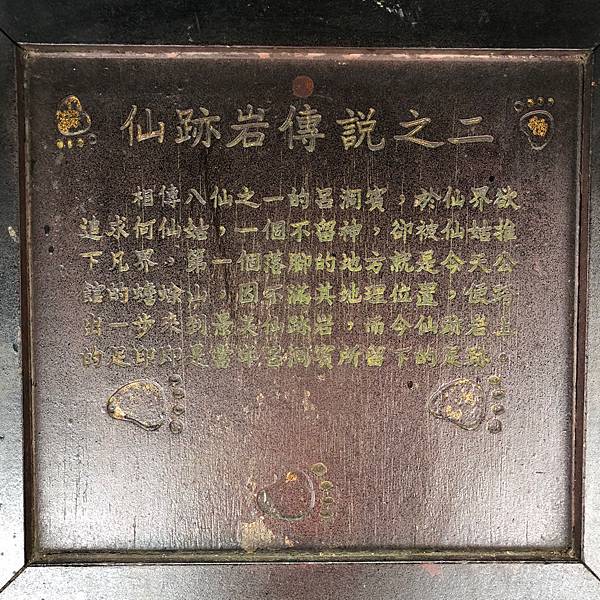 仙跡岩傳說之二
相傳八仙之一的呂洞賓，於仙界欲
追求何仙姑，一個不留神，卻被仙姑推
下凡界，第一個落腳的地方就是今天公
館的蟾蜍山，因不滿其地理位置，便踏
出一步來到景美仙跡岩，而今仙跡岩上
的足印即是當年呂洞賓所留下的足跡。